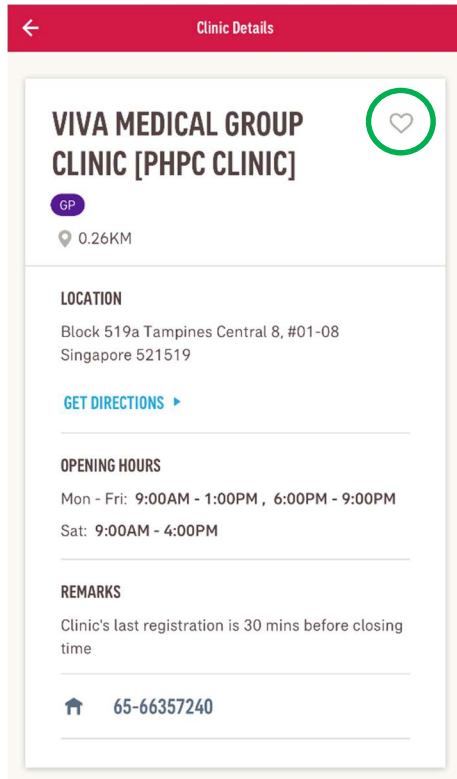 Clinic Details
VIVA MEDICAL GROUP
CLINIC [PHPC CLINIC]
GP
0.26KM
LOCATION
Block 519a Tampines Central 8, #01-08
Singapore 521519
GET DIRECTIONS
OPENING HOURS
Mon - Fri: 9:00AM - 1:00PM , 6:00PM - 9:00PM
Sat: 9:00AM - 4:00PM
REMARKS
Clinic's last registration is 30 mins before closing
time
65-66357240